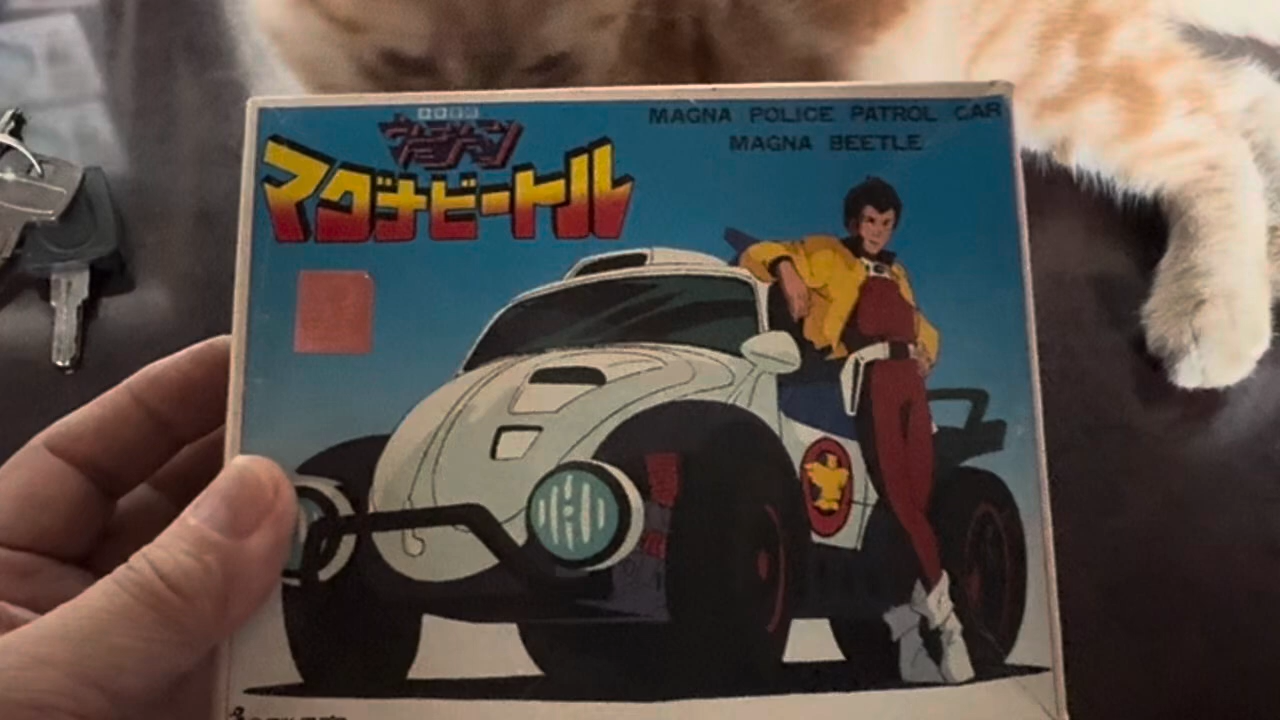 マグナビートル
MAGNA POLICE PATROL CAR
MAGNA BEETLE